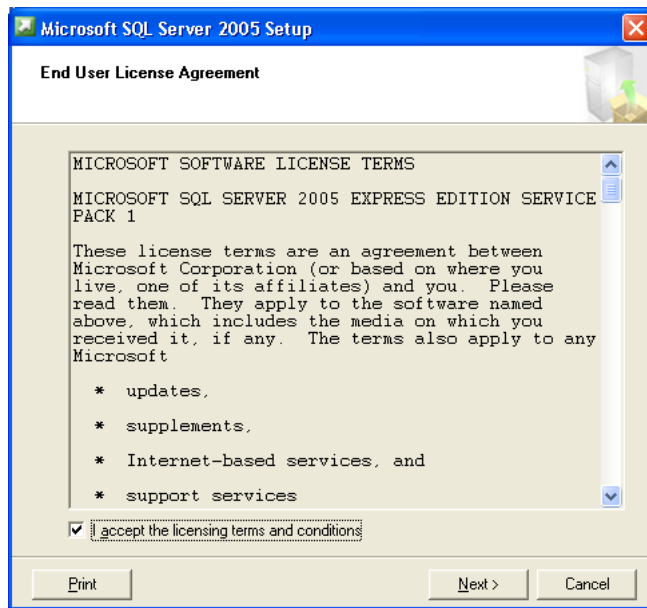 Microsoft SQL Server 2005 Setup
End User License Agreement
MICROSOFT SOFTWARE LICENSE TERMS
MICROSOFT SQL SERVER 2005 EXPRESS EDITION SERVICE
PACK 1
These license terms are an agreement between
Microsoft Corporation (or based on where you
live, one of its affiliates) and you.  Please
read them.  They apply to the software named
above, which includes the media on which you
received it, if any.  The terms also apply to any
Microsoft
* updates,
* supplements,
* Internet-based services, and
* support services
I accept the licensing terms and conditions
Print
Next >
Cancel